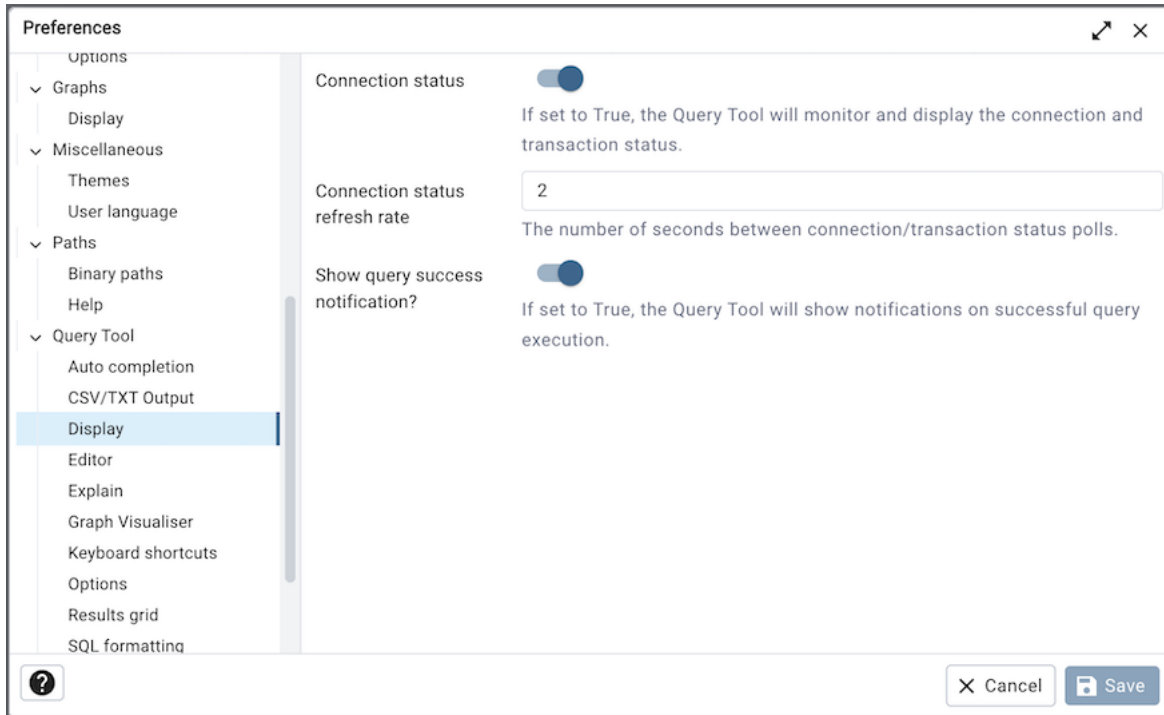 Preferences
Options
Graphs
Display
Miscellaneous
Themes
User language
Paths
Binary paths
Help
Query Tool
Auto completion
CSV/TXT Output
Display
Editor
Explain
Graph Visualiser
Keyboard shortcuts
Options
Results grid
SQL formatting
Connection status
If set to True, the Query Tool will monitor and display the connection and
transaction status.
Connection status
refresh rate
2
The number of seconds between connection/transaction status polls.
Show query success
notification?
If set to True, the Query Tool will show notifications on successful query
execution.
?
Cancel
Save